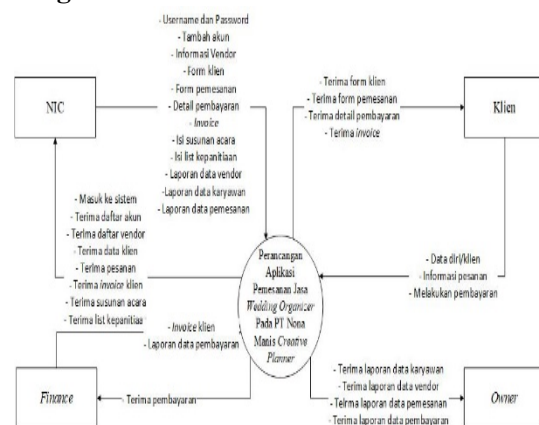 - Username dan Password
- Tambah akun
- Informasi Vendor
- Form klien
- Form pemesanan
- Detail pembayaran
- Invoice
- Isi susunan acara
- Isi list kepanitiaan
- Laporan data vendor
-Laporan data karyawan
- Laporan data pemesanan
NIC
- Terima form klien
- Terima form pemesanan
- Terima detail pembayaran
- Terima invoice
Klien
- Masuk ke sistem
- Terima daftar akun
- Terima daftar vendor
- Terima data klien
- Terima pesanan
- Terima invoice klien
- Terima susunan acara
- Terima list kepanitiaa
Perancangan
Aplikasi
Pemesanan Jasa
Wedding Organizer
Pada PT Nona
Manis Creative
Planner
- Data diri/klien
- Informasi pesanan
- Melakukan pembayaran
- Invoice klien
- Laporan data pembayaran
Finance
- Terima pembayaran
- Terima laporan data karyawan
- Terima laporan data vendor
- Teirma laporan data pemesanan
- Terima laporan data pembayaran
Owner